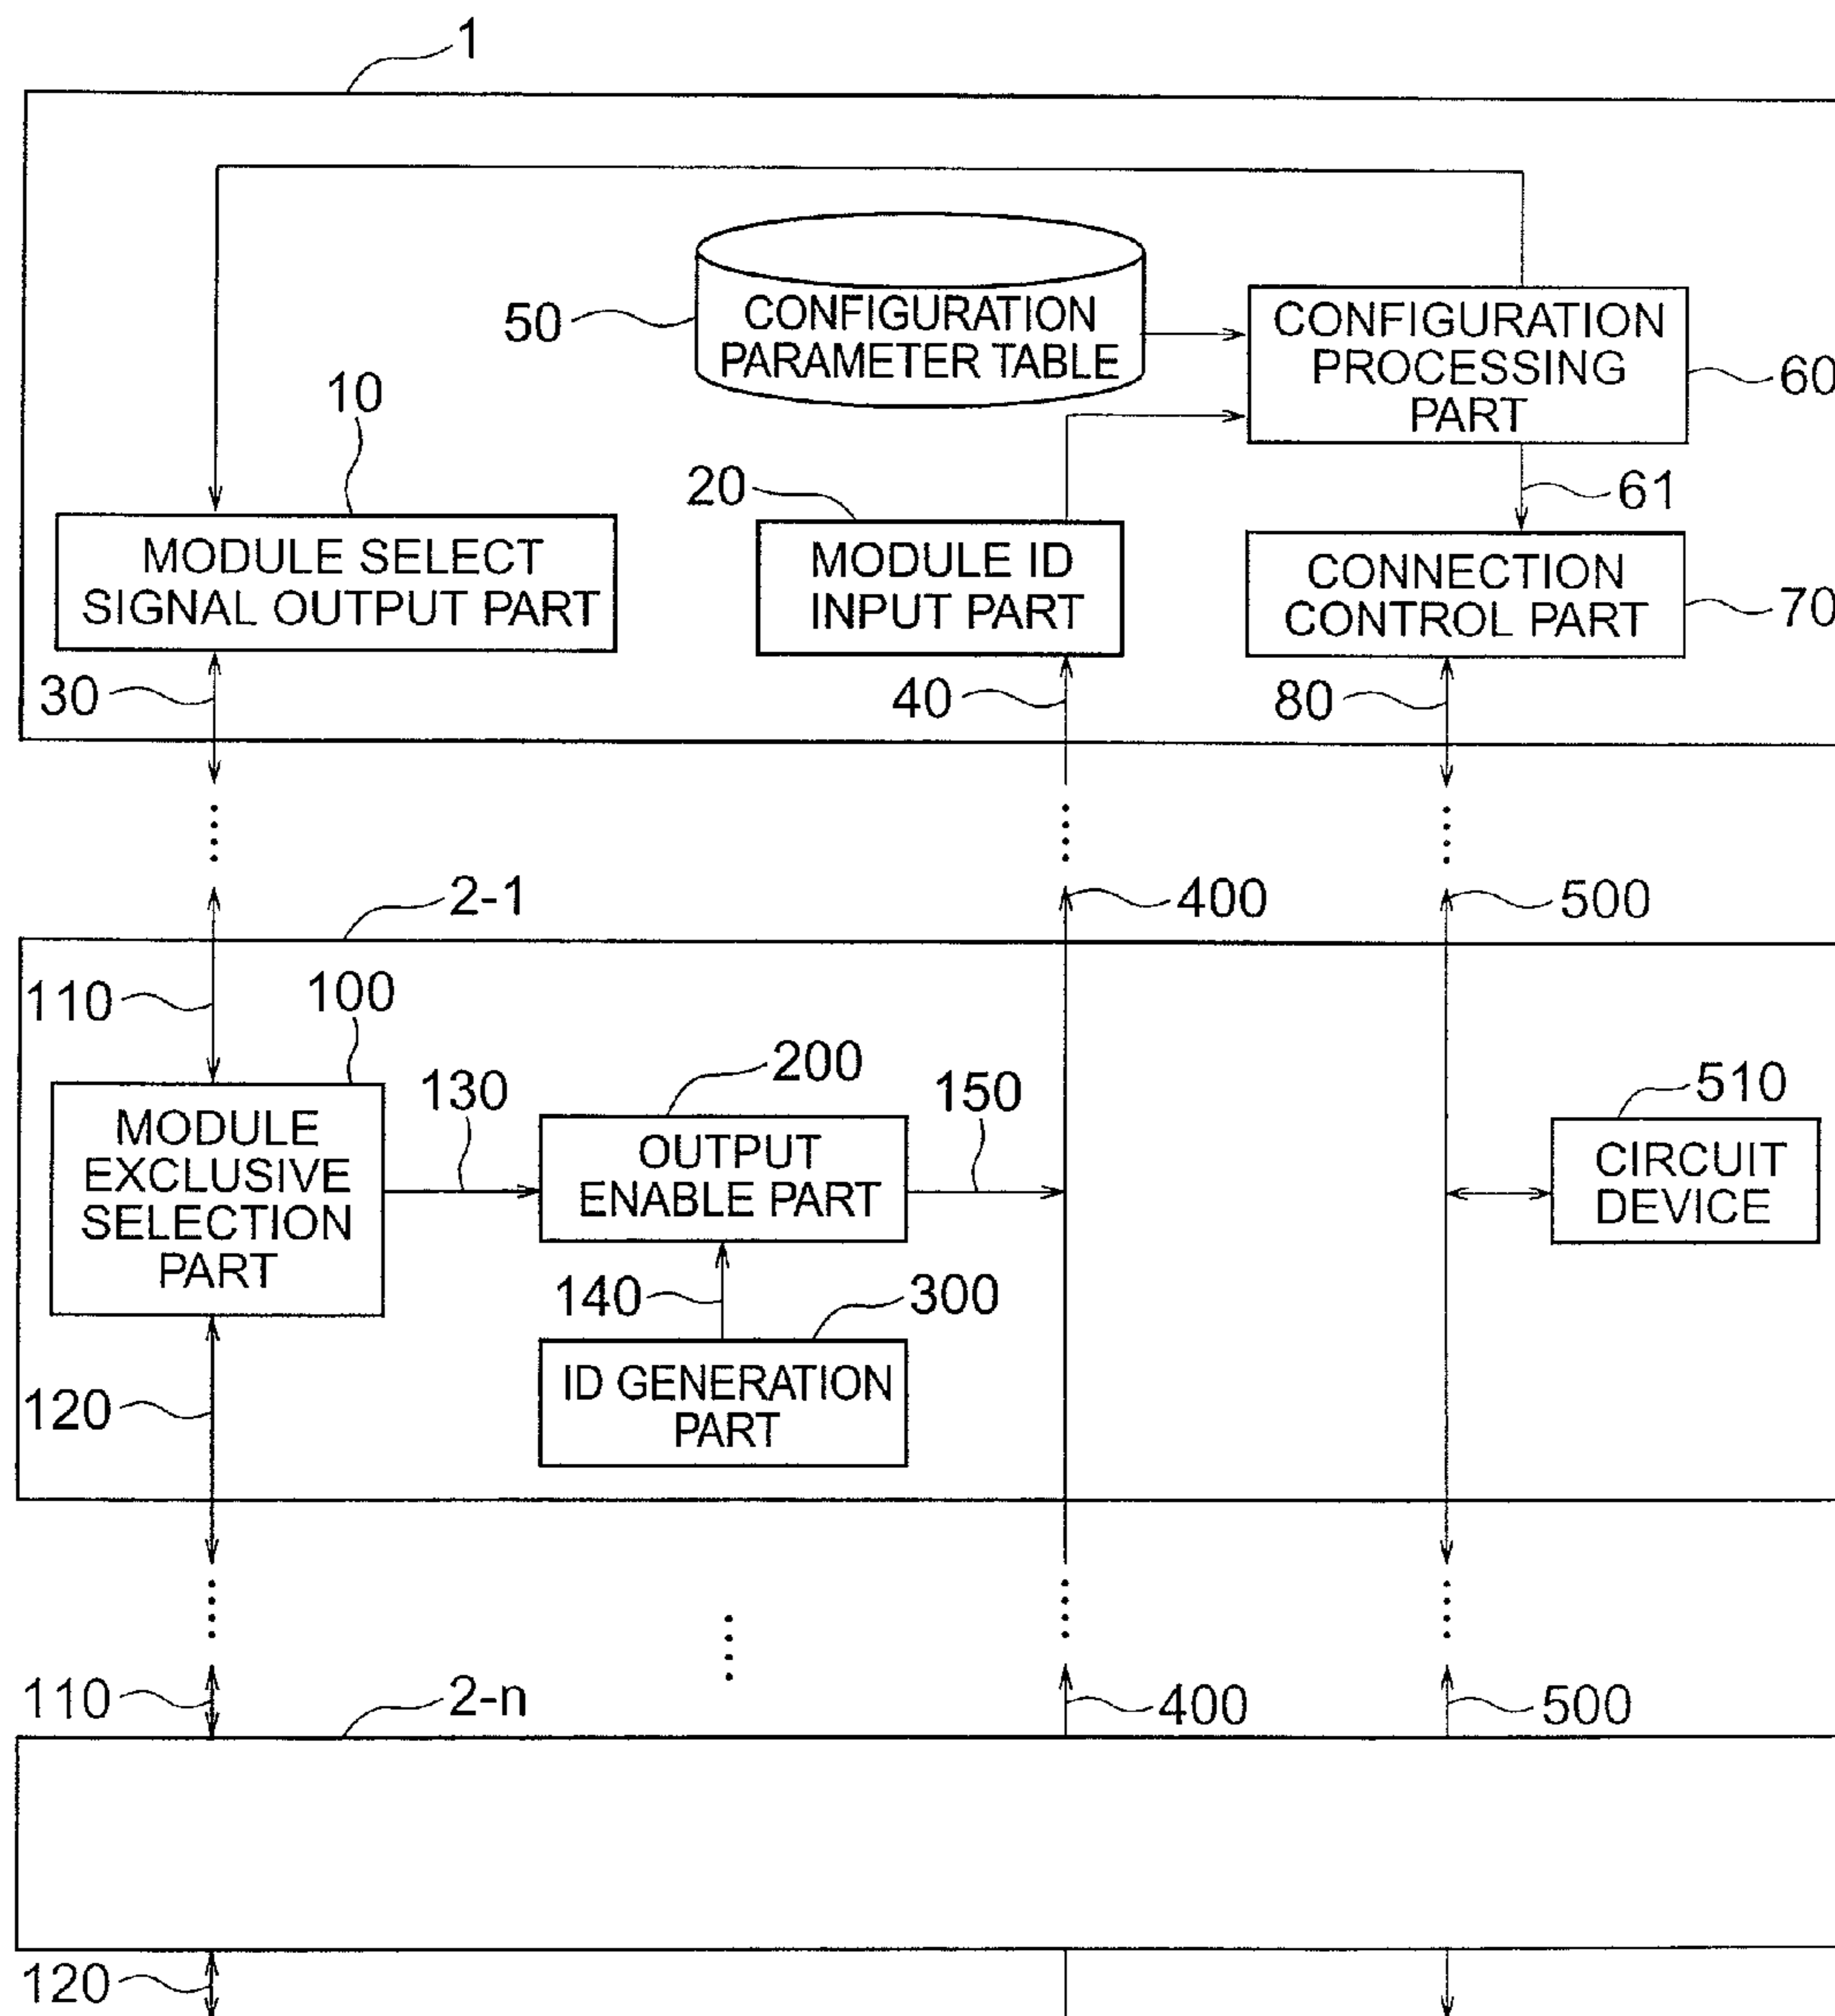 1
50
CONFIGURATION
PARAMETER TABLE
CONFIGURATION
PROCESSING
PART
60
10
20
61
MODULE SELECT
SIGNAL OUTPUT PART
MODULE ID
INPUT PART
CONNECTION
CONTROL PART
70
30
40
80
2-1
400
500
110
100
200
130
150
510
MODULE
EXCLUSIVE
SELECTION
PART
OUTPUT
ENABLE PART
CIRCUIT
DEVICE
140
300
120
ID GENERATION
PART
110
2-n
400
500
120